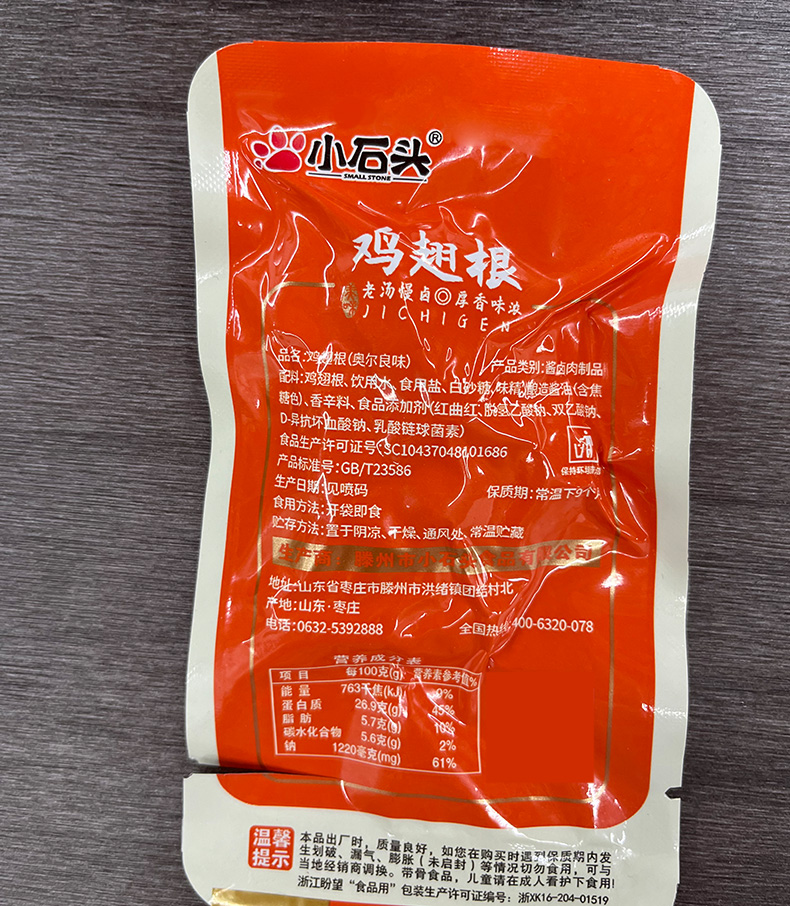 小石头®
SMALL STONE
鸡翅根
老汤慢卤◎厚香味浓
JICHIGEN
品名:鸡翅根(奥尔良味) 产品类别:酱卤肉制品
配料:鸡翅根、饮用水、食用盐、白砂糖、味精、酿造酱油(含焦
糖色)、香辛料、食品添加剂(红曲红、脱氢乙酸钠、双乙酸钠、
D-异抗坏血酸钠、乳酸链球菌素)
食品生产许可证号:SC10437048101686
产品标准号:GB/T23586
保持环境
生产日期:见喷码 保质期:常温下9个月
食用方法:开袋即食
贮存方法:置于阴凉、干燥、通风处、常温贮藏
生产商:滕州市小石头食品有限公司
地址:山东省枣庄市滕州市洪绪镇团结村北
产地:山东·枣庄
电话:0632-5392888 全国热线:400-6320-078
营养成分表
项目 每100克(g) 营养素参考值%
能量 763千焦(kJ) 9%
蛋白质 26.9克(g) 45%
脂肪 5.7克(g) 10%
碳水化合物 5.6克(g) 2%
钠 1220毫克(mg) 61%
温馨提示
本品出厂时,质量良好,如您在购买时遇到保质期内发
生划破、漏气、膨胀(未启封)等情况切勿食用,可与
当地经销商调换。带骨食品,儿童请在成人看护下食用!
浙江盼望“食品用”包装生产许可证编号:浙XK16-204-01519